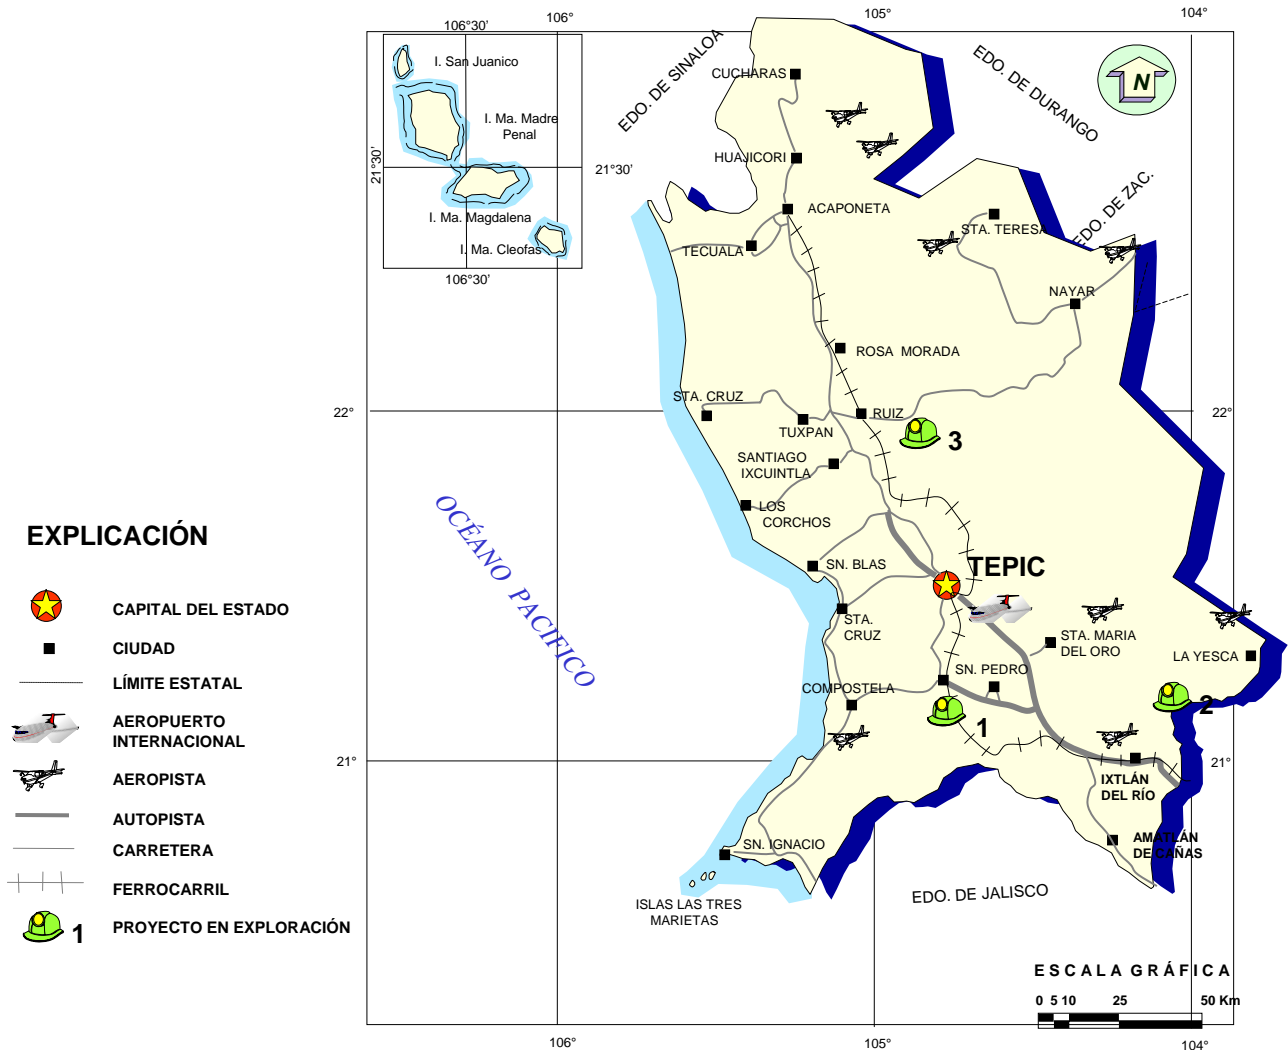 106°30'
106°
105°
104°
I. San Juanico
I. Ma. Madre
Penal
21°30'
21°30'
I. Ma. Magdalena
I. Ma. Cleofas
106°30'
EDO. DE SINALOA
EDO. DE DURANGO
N
CUCHARAS
HUAJICORI
ACAPONETA
STA. TERESA
EDO. DE ZAC.
TECUALA
NAYAR
ROSA MORADA
STA. CRUZ
22°
RUIZ
22°
TUXPAN
3
SANTIAGO
IXCUINTLA
LOS
CORCHOS
OCÉANO PACIFICO
SN. BLAS
TEPIC
STA.
CRUZ
STA. MARIA
DEL ORO
LA YESCA
SN. PEDRO
COMPOSTELA
2
1
21°
21°
IXTLÁN
DEL RÍO
SN. IGNACIO
AMATLÁN
DE CAÑAS
EDO. DE JALISCO
ISLAS LAS TRES
MARIETAS
EXPLICACIÓN
CAPITAL DEL ESTADO
CIUDAD
LÍMITE ESTATAL
AEROPUERTO
INTERNACIONAL
AEROPISTA
AUTOPISTA
CARRETERA
FERROCARRIL
1
PROYECTO EN EXPLORACIÓN
ESCALA GRÁFICA
0 5 10 25 50 Km
106°
105°
104°